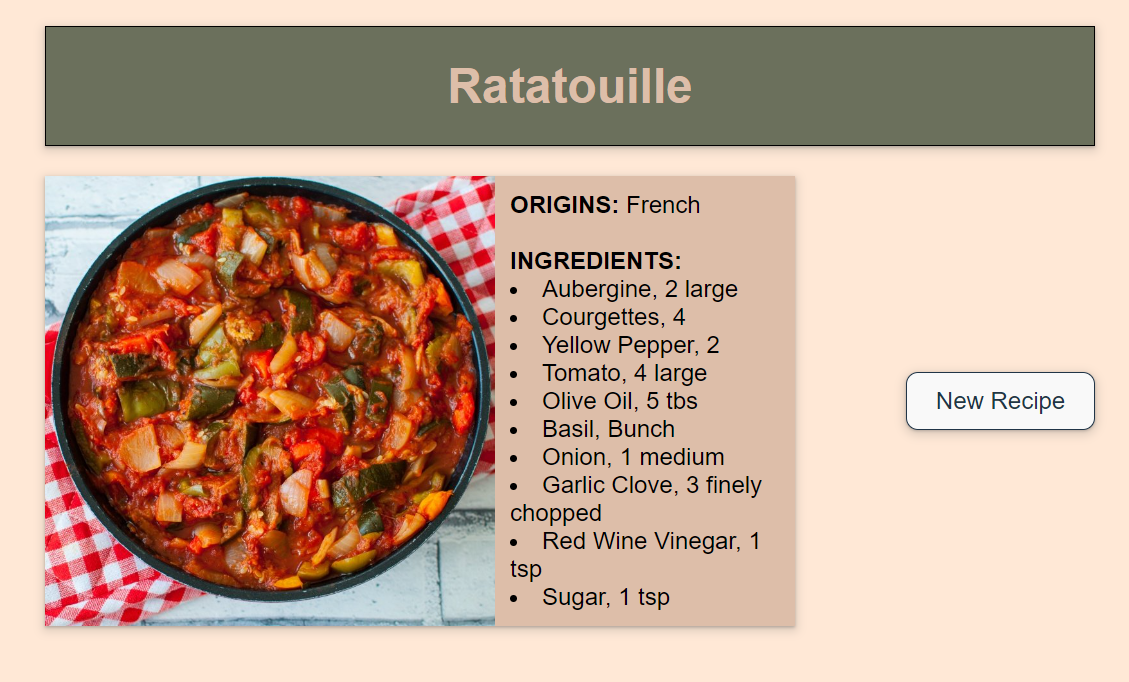 Ratatouille
ORIGINS: French
INGREDIENTS:
• Aubergine, 2 large
• Courgettes, 4
• Yellow Pepper, 2
• Tomato, 4 large
• Olive Oil, 5 tbs
• Basil, Bunch
• Onion, 1 medium
• Garlic Clove, 3 finely
chopped
• Red Wine Vinegar, 1
tsp
• Sugar, 1 tsp
New Recipe